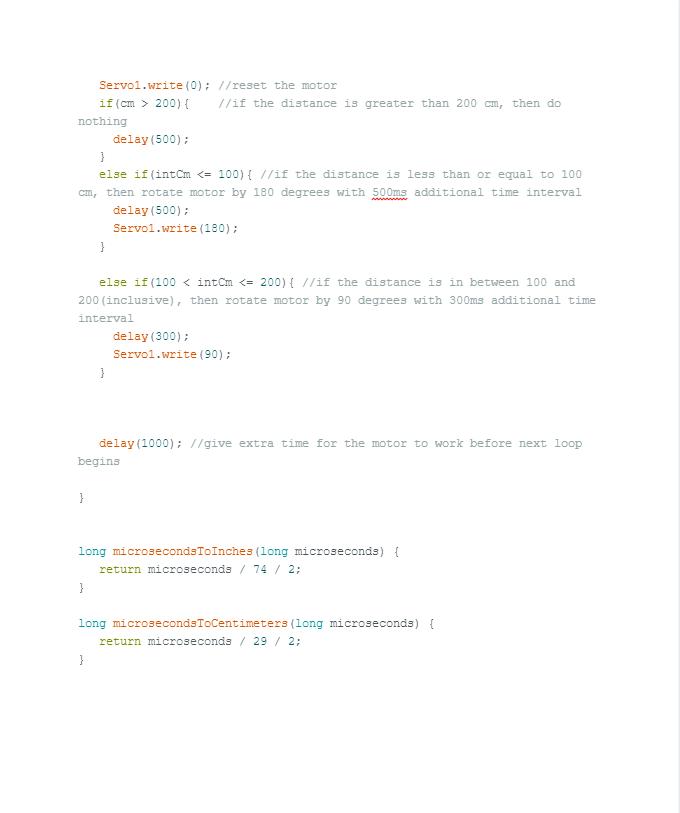 Servo1.write(0); //reset the motor
if(cm > 200){    //if the distance is greater than 200 cm, then do
nothing
delay(500);
}
else if(intCm <= 100){ //if the distance is less than or equal to 100
cm, then rotate motor by 180 degrees with 500ms additional time interval
delay(500);
Servo1.write(180);
}
else if(100 < intCm <= 200){ //if the distance is in between 100 and
200(inclusive), then rotate motor by 90 degrees with 300ms additional time
interval
delay(300);
Servo1.write(90);
}
delay(1000); //give extra time for the motor to work before next loop
begins
}
long microsecondsToInches(long microseconds) {
return microseconds / 74 / 2;
}
long microsecondsToCentimeters(long microseconds) {
return microseconds / 29 / 2;
}